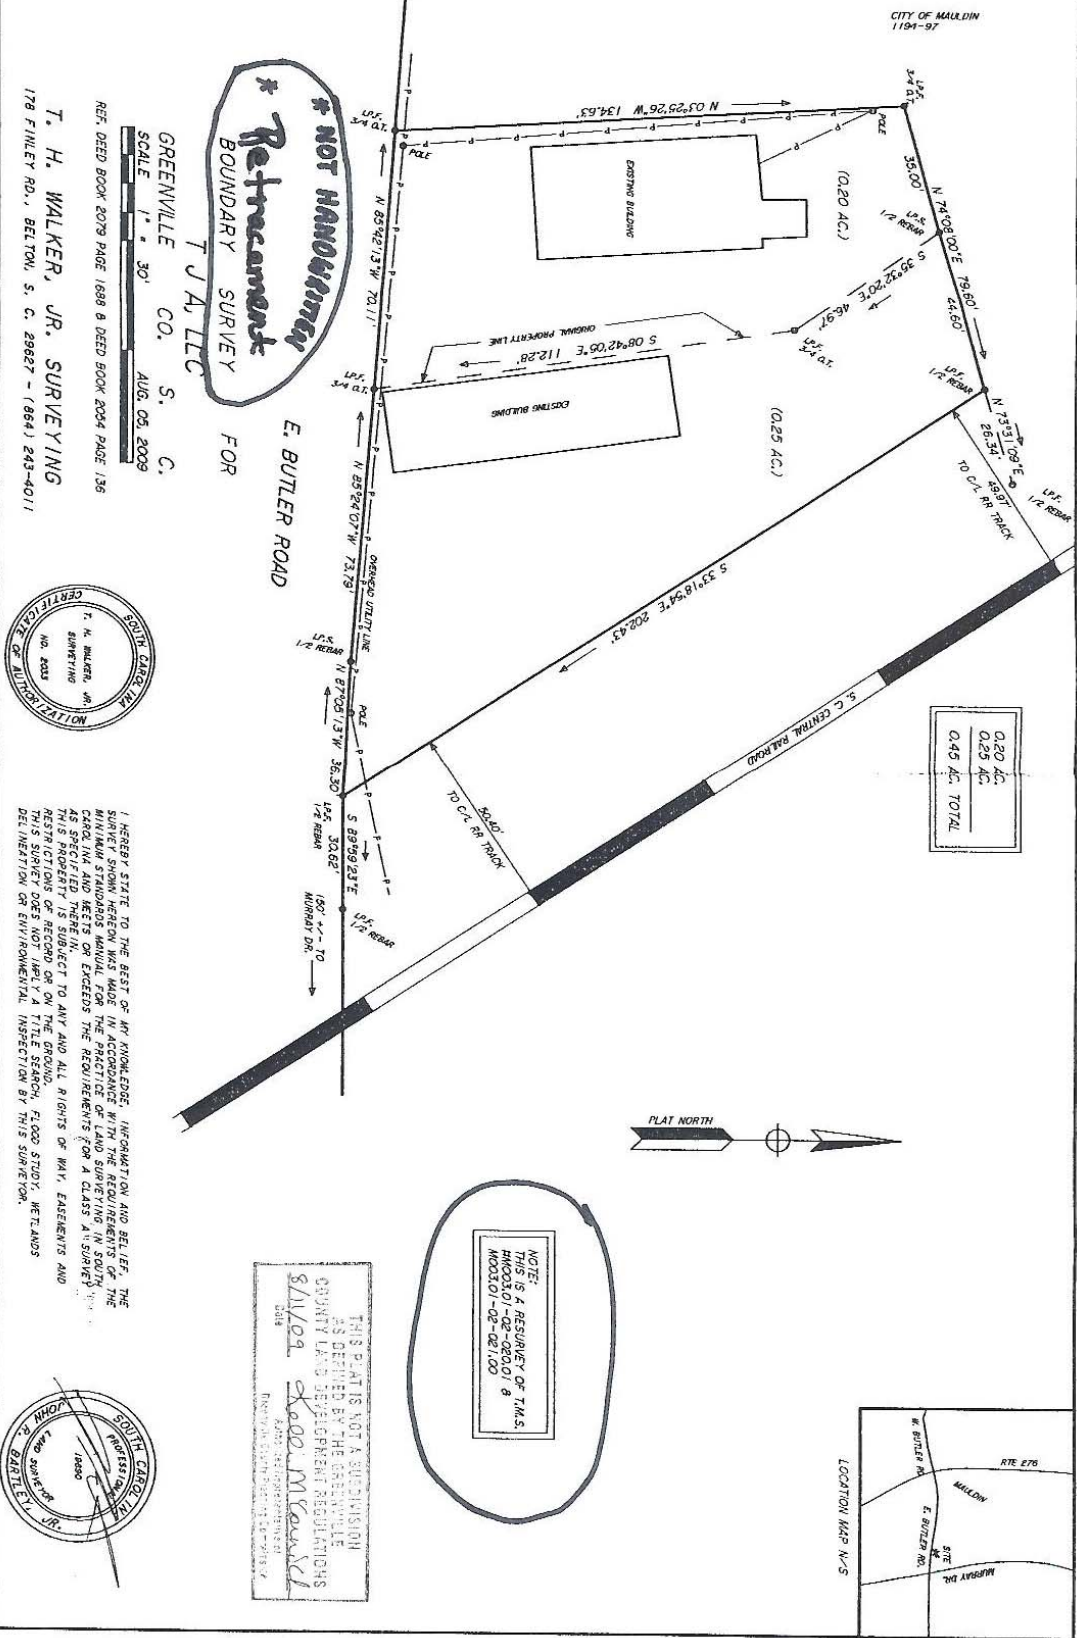 CITY OF MAULDIN
1194-97
I.P.F.
3/4 O.T.
POLE
35.00'
N 74°08'00"E 79.60'
I.P.S.
1/2 REBAR
44.60'
I.P.F.
1/2 REBAR
N 73°31'09"E
26.34'
I.P.F.
1/2 REBAR
49.97'
TO C/L RR TRACK
N 03°25'26"W 134.63'
P P P P P P P P P
EXISTING BUILDING
(0.20 AC.)
S 35°32'20"E
46.97'
I.P.F.
3/4 O.T.
S 08°42'05"E
112.28'
ORIGINAL PROPERTY LINE
EXISTING BUILDING
(0.25 AC.)
S 33°18'54"E 202.43'
S. C. CENTRAL RAILROAD
50.40'
TO C/L RR TRACK
I.P.F.
3/4 O.T.
POLE
N 85°42'13"W 70.11'
I.P.F.
3/4 O.T.
N 85°24'07"W 73.79'
OVERHEAD UTILITY LINE
I.P.S.
1/2 REBAR
POLE
N 87°05'13"W 36.30'
I.P.F.
1/2 REBAR
S 89°59'23"E
30.62'
I.P.F.
1/2 REBAR
150' +/- TO
MURRAY DR.
E. BUTLER ROAD
0.20 AC.
0.25 AC.
0.45 AC. TOTAL
PLAT NORTH
NOTE:
THIS IS A RESURVEY OF T.M.S.
#M003.01-02-020.01 &
M003.01-02-021.00
RTE 276
W. BUTLER RD.
MAULDIN
E. BUTLER RD.
SITE
*
MURRAY DR.
LOCATION MAP N/S
* NOT HANDWRITTEN
* Retracement
BOUNDARY SURVEY
FOR
T J A, LLC
GREENVILLE CO. S. C.
SCALE 1" = 30' AUG. 05, 2009
REF. DEED BOOK 2079 PAGE 1688 & DEED BOOK 2054 PAGE 136
T. H. WALKER, JR. SURVEYING
178 FINLEY RD., BELTON, S. C. 29627 - (864) 243-4011
SOUTH CAROLINA
T. H. WALKER, JR.
SURVEYING
NO. 2033
CERTIFICATE OF AUTHORIZATION
I HEREBY STATE TO THE BEST OF MY KNOWLEDGE, INFORMATION AND BELIEF, THE
SURVEY SHOWN HEREON WAS MADE IN ACCORDANCE WITH THE REQUIREMENTS OF THE
MINIMUM STANDARDS MANUAL FOR THE PRACTICE OF LAND SURVEYING IN SOUTH
CAROLINA AND MEETS OR EXCEEDS THE REQUIREMENTS FOR A CLASS A SURVEY
AS SPECIFIED THEREIN.
THIS PROPERTY IS SUBJECT TO ANY AND ALL RIGHTS OF WAY, EASEMENTS AND
RESTRICTIONS OF RECORD OR ON THE GROUND.
THIS SURVEY DOES NOT IMPLY A TITLE SEARCH, FLOOD STUDY, WETLANDS
DELINEATION OR ENVIRONMENTAL INSPECTION BY THIS SURVEYOR.
THIS PLAT IS NOT A SUBDIVISION
AS DEFINED BY THE GREENVILLE
COUNTY LAND DEVELOPMENT REGULATIONS
8/11/09
Date
SOUTH CAROLINA
PROFESSIONAL
18690
LAND SURVEYOR
JOHN R. BARTLEY, JR.